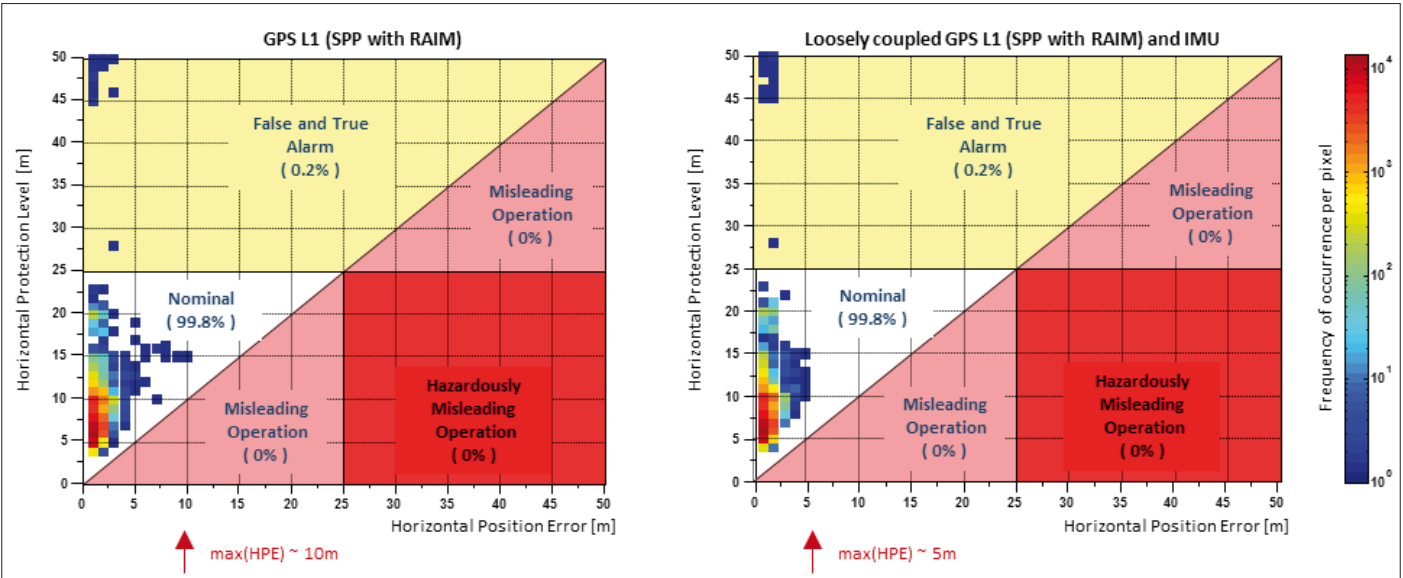 GPS L1 (SPP with RAIM)
50
45
40
35
30
25
20
15
10
5
0
Horizontal Protection Level [m]
False and True
Alarm
( 0.2% )
Misleading
Operation
( 0% )
Nominal
( 99.8% )
Misleading
Operation
( 0% )
Hazardously
Misleading
Operation
( 0% )
0 5 10 15 20 25 30 35 40 45 50
Horizontal Position Error [m]
max(HPE) ~ 10m
Loosely coupled GPS L1 (SPP with RAIM) and IMU
50
45
40
35
30
25
20
15
10
5
0
Horizontal Protection Level [m]
False and True
Alarm
( 0.2% )
Misleading
Operation
( 0% )
Nominal
( 99.8% )
Misleading
Operation
( 0% )
Hazardously
Misleading
Operation
( 0% )
0 5 10 15 20 25 30 35 40 45 50
Horizontal Position Error [m]
max(HPE) ~ 5m
Frequency of occurrence per pixel
10⁴
10³
10²
10¹
10⁰